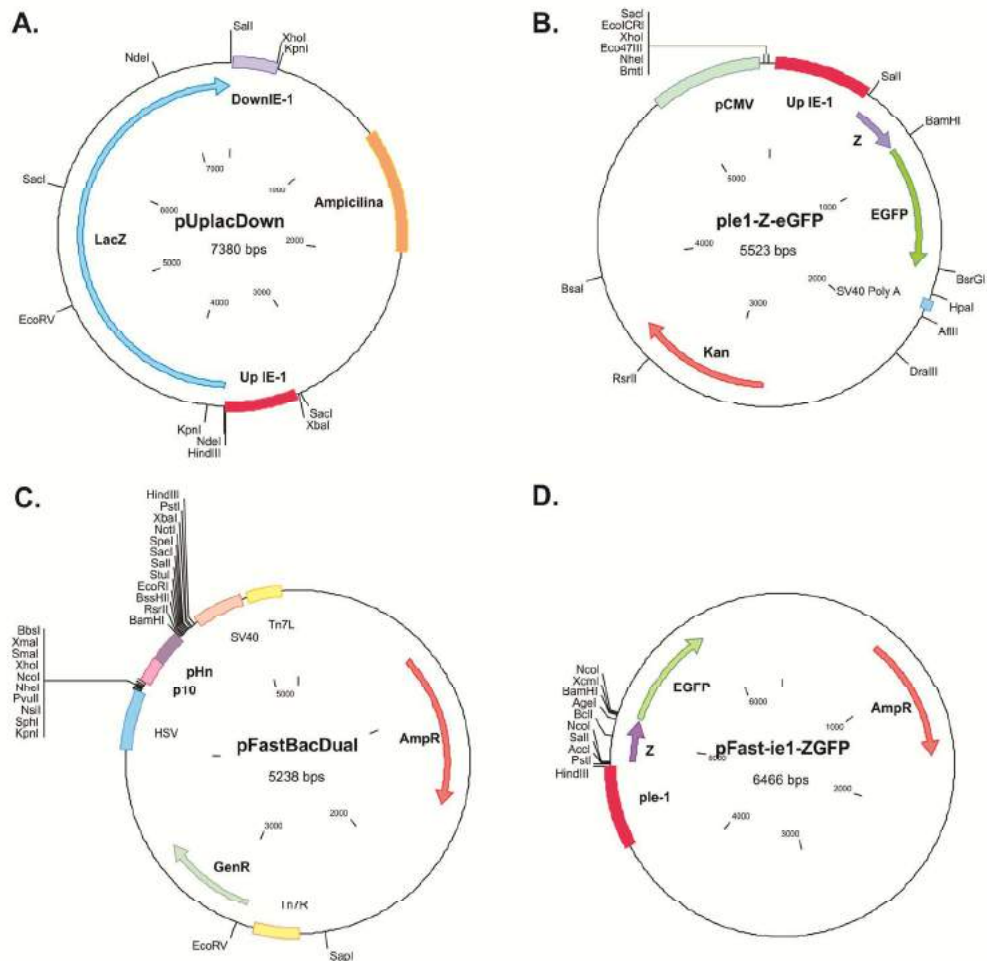 A.
SalI
XhoI
KpnI
NdeI
DownIE-1
7000
1000
SacI
6000
pUplacDown
Ampicilina
LacZ
7380 bps
2000
5000
4000
3000
EcoRV
Up IE-1
KpnI
NdeI
HindIII
SacI
XbaI
B.
SacI
EcoICRI
XhoI
Eco47III
NheI
BmtI
SalI
pCMV
Up IE-1
BamHI
Z
5000
1000
EGFP
pIe1-Z-eGFP
4000
5523 bps
BsaI
2000
SV40 Poly A
BsrGI
HpaI
AflII
3000
Kan
DraIII
RsrII
C.
HindIII
PstI
XbaI
NotI
SpeI
SacI
SalI
StuI
EcoRI
BssHII
RsrII
BamHI
BbsI
XmaI
SmaI
XhoI
NcoI
NheI
PvuII
NsiI
SphI
KpnI
SV40
Tn7L
pHn
p10
5000
HSV
pFastBacDual
AmpR
5238 bps
2000
3000
GenR
Tn7R
EcoRV
SapI
D.
NcoI
XcmI
BamHI
AgeI
BclI
NcoI
SalI
AccI
PstI
HindIII
EGFP
6000
1000
AmpR
Z
pFast-ie1-ZGFP
6466 bps
pIe-1
2000
4000
3000